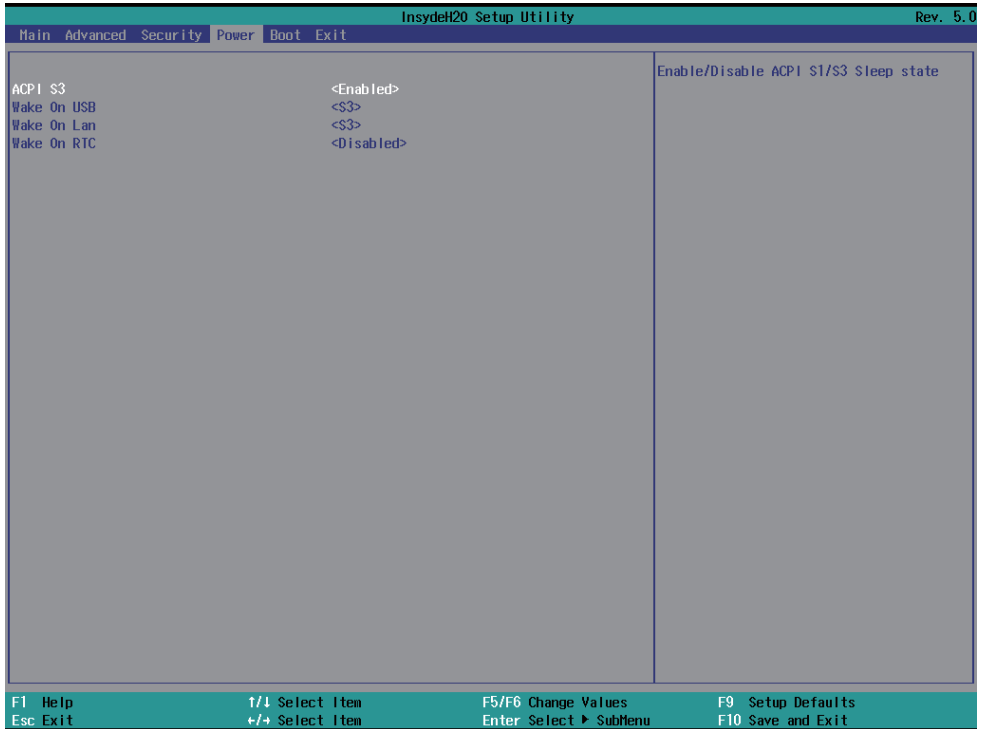 InsydeH20 Setup Utility Rev. 5.0
Main Advanced Security Power Boot Exit
Enable/Disable ACPI S1/S3 Sleep state
ACPI S3 <Enabled>
Wake On USB <S3>
Wake On Lan <S3>
Wake On RTC <Disabled>
F1 Help ↑/↓ Select Item F5/F6 Change Values F9 Setup Defaults
Esc Exit ←/→ Select Item Enter Select ▶ SubMenu F10 Save and Exit